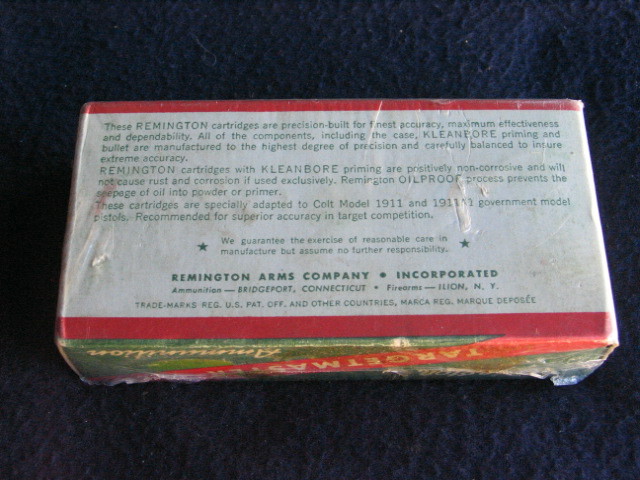 These REMINGTON cartridges are precision-built for finest accuracy, maximum effectiveness
and dependability. All of the components, including the case, KLEANBORE priming and
bullet are manufactured to the highest degree of precision and carefully balanced to insure
extreme accuracy.
REMINGTON cartridges with KLEANBORE priming are positively non-corrosive and will
not cause rust and corrosion if used exclusively. Remington OILPROOF process prevents the
seepage of oil into powder or primer.
These cartridges are specially adapted to Colt Model 1911 and 1911A1 government model
pistols. Recommended for superior accuracy in target competition.
★ We guarantee the exercise of reasonable care in ★
manufacture but assume no further responsibility.
REMINGTON ARMS COMPANY • INCORPORATED
Ammunition — BRIDGEPORT, CONNECTICUT • Firearms — ILION, N. Y.
TRADE-MARKS REG. U.S. PAT. OFF. AND OTHER COUNTRIES, MARCA REG. MARQUE DEPOSÉE
TARGETMASTER
Ammunition